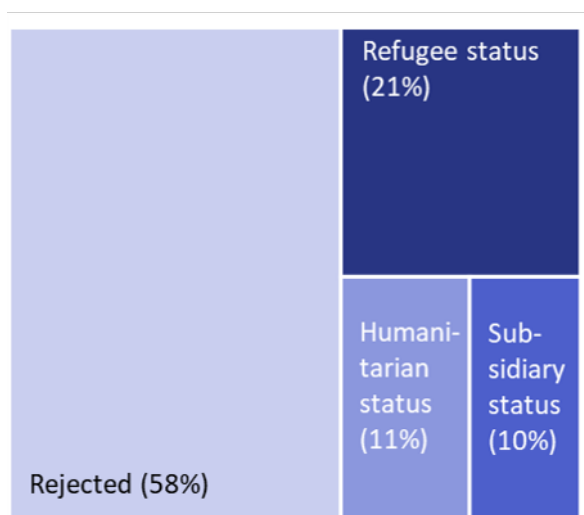 Refugee status
(21%)
Humani-
tarian
status
(11%)
Sub-
sidiary
status
(10%)
Rejected (58%)